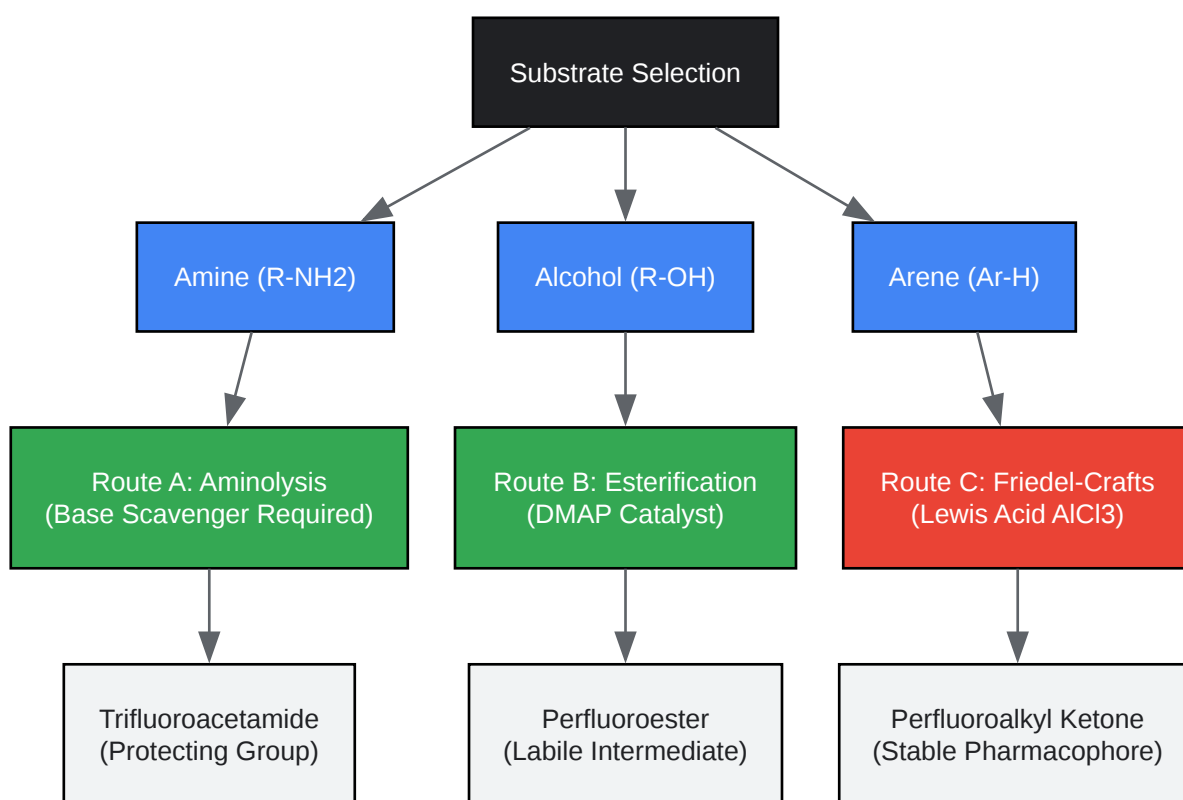 Substrate Selection
Amine (R-NH2)
Alcohol (R-OH)
Arene (Ar-H)
Route A: Aminolysis
(Base Scavenger Required)
Route B: Esterification
(DMAP Catalyst)
Route C: Friedel-Crafts
(Lewis Acid AlCl3)
Trifluoroacetamide
(Protecting Group)
Perfluoroester
(Labile Intermediate)
Perfluoroalkyl Ketone
(Stable Pharmacophore)